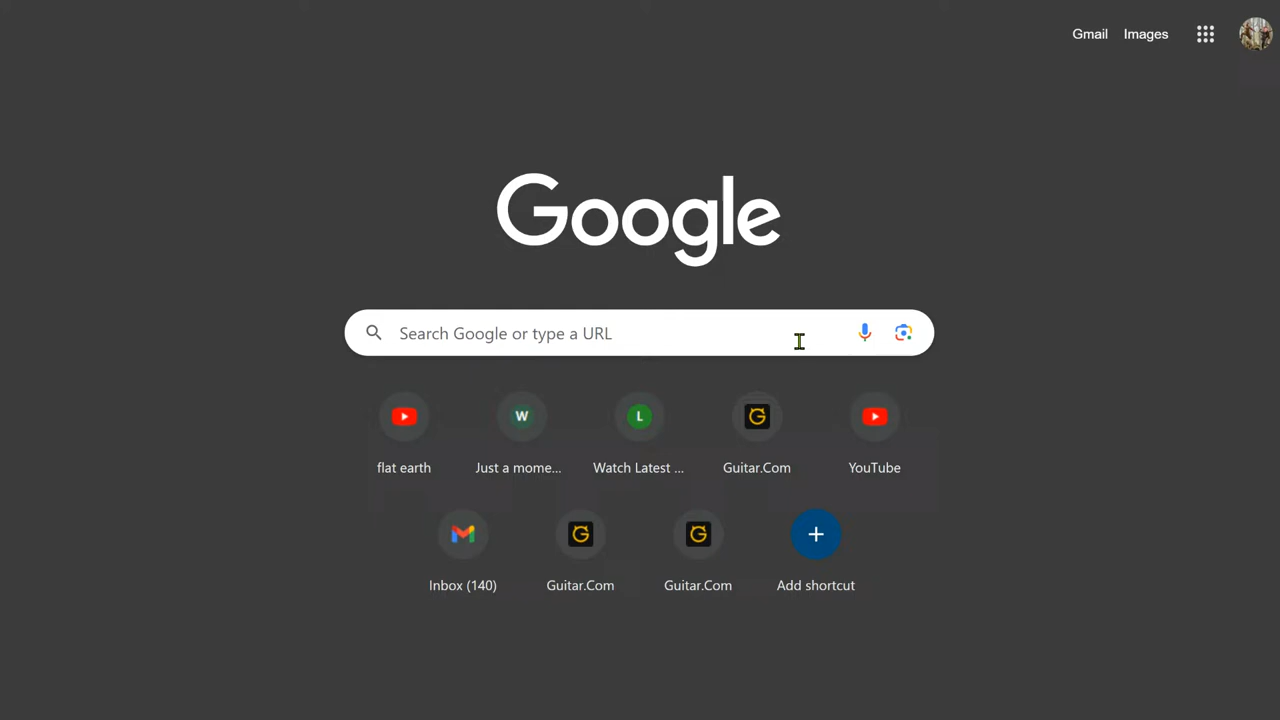 Gmail Images
Google
Search Google or type a URL
W L
flat earth Just a mome... Watch Latest ... Guitar.Com YouTube
Inbox (140) Guitar.Com Guitar.Com Add shortcut